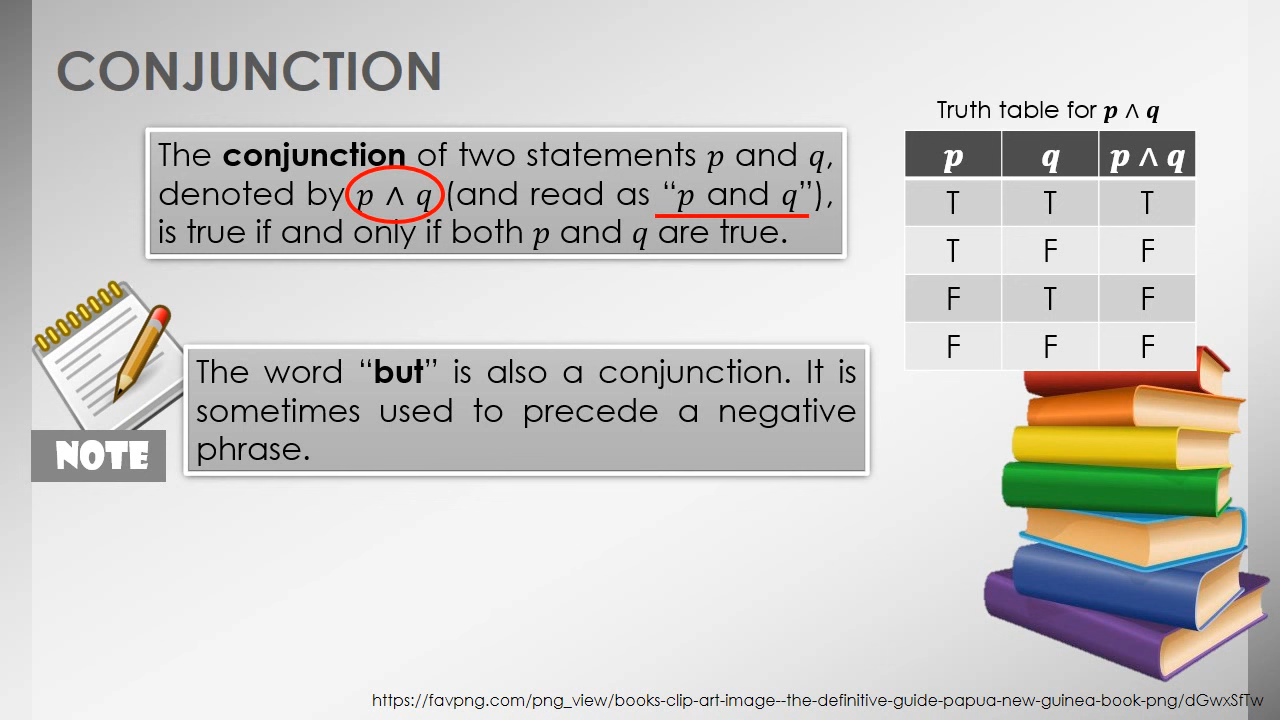 CONJUNCTION
The conjunction of two statements 𝑝 and 𝑞,
denoted by 𝑝 ∧ 𝑞 (and read as “𝑝 and 𝑞”),
is true if and only if both 𝑝 and 𝑞 are true.
Truth table for 𝒑 ∧ 𝒒
𝒑 𝒒 𝒑 ∧ 𝒒
T T T
T F F
F T F
F F F
NOTE
The word “but” is also a conjunction. It is
sometimes used to precede a negative
phrase.
https://favpng.com/png_view/books-clip-art-image--the-definitive-guide-papua-new-guinea-book-png/dGwxSfTw